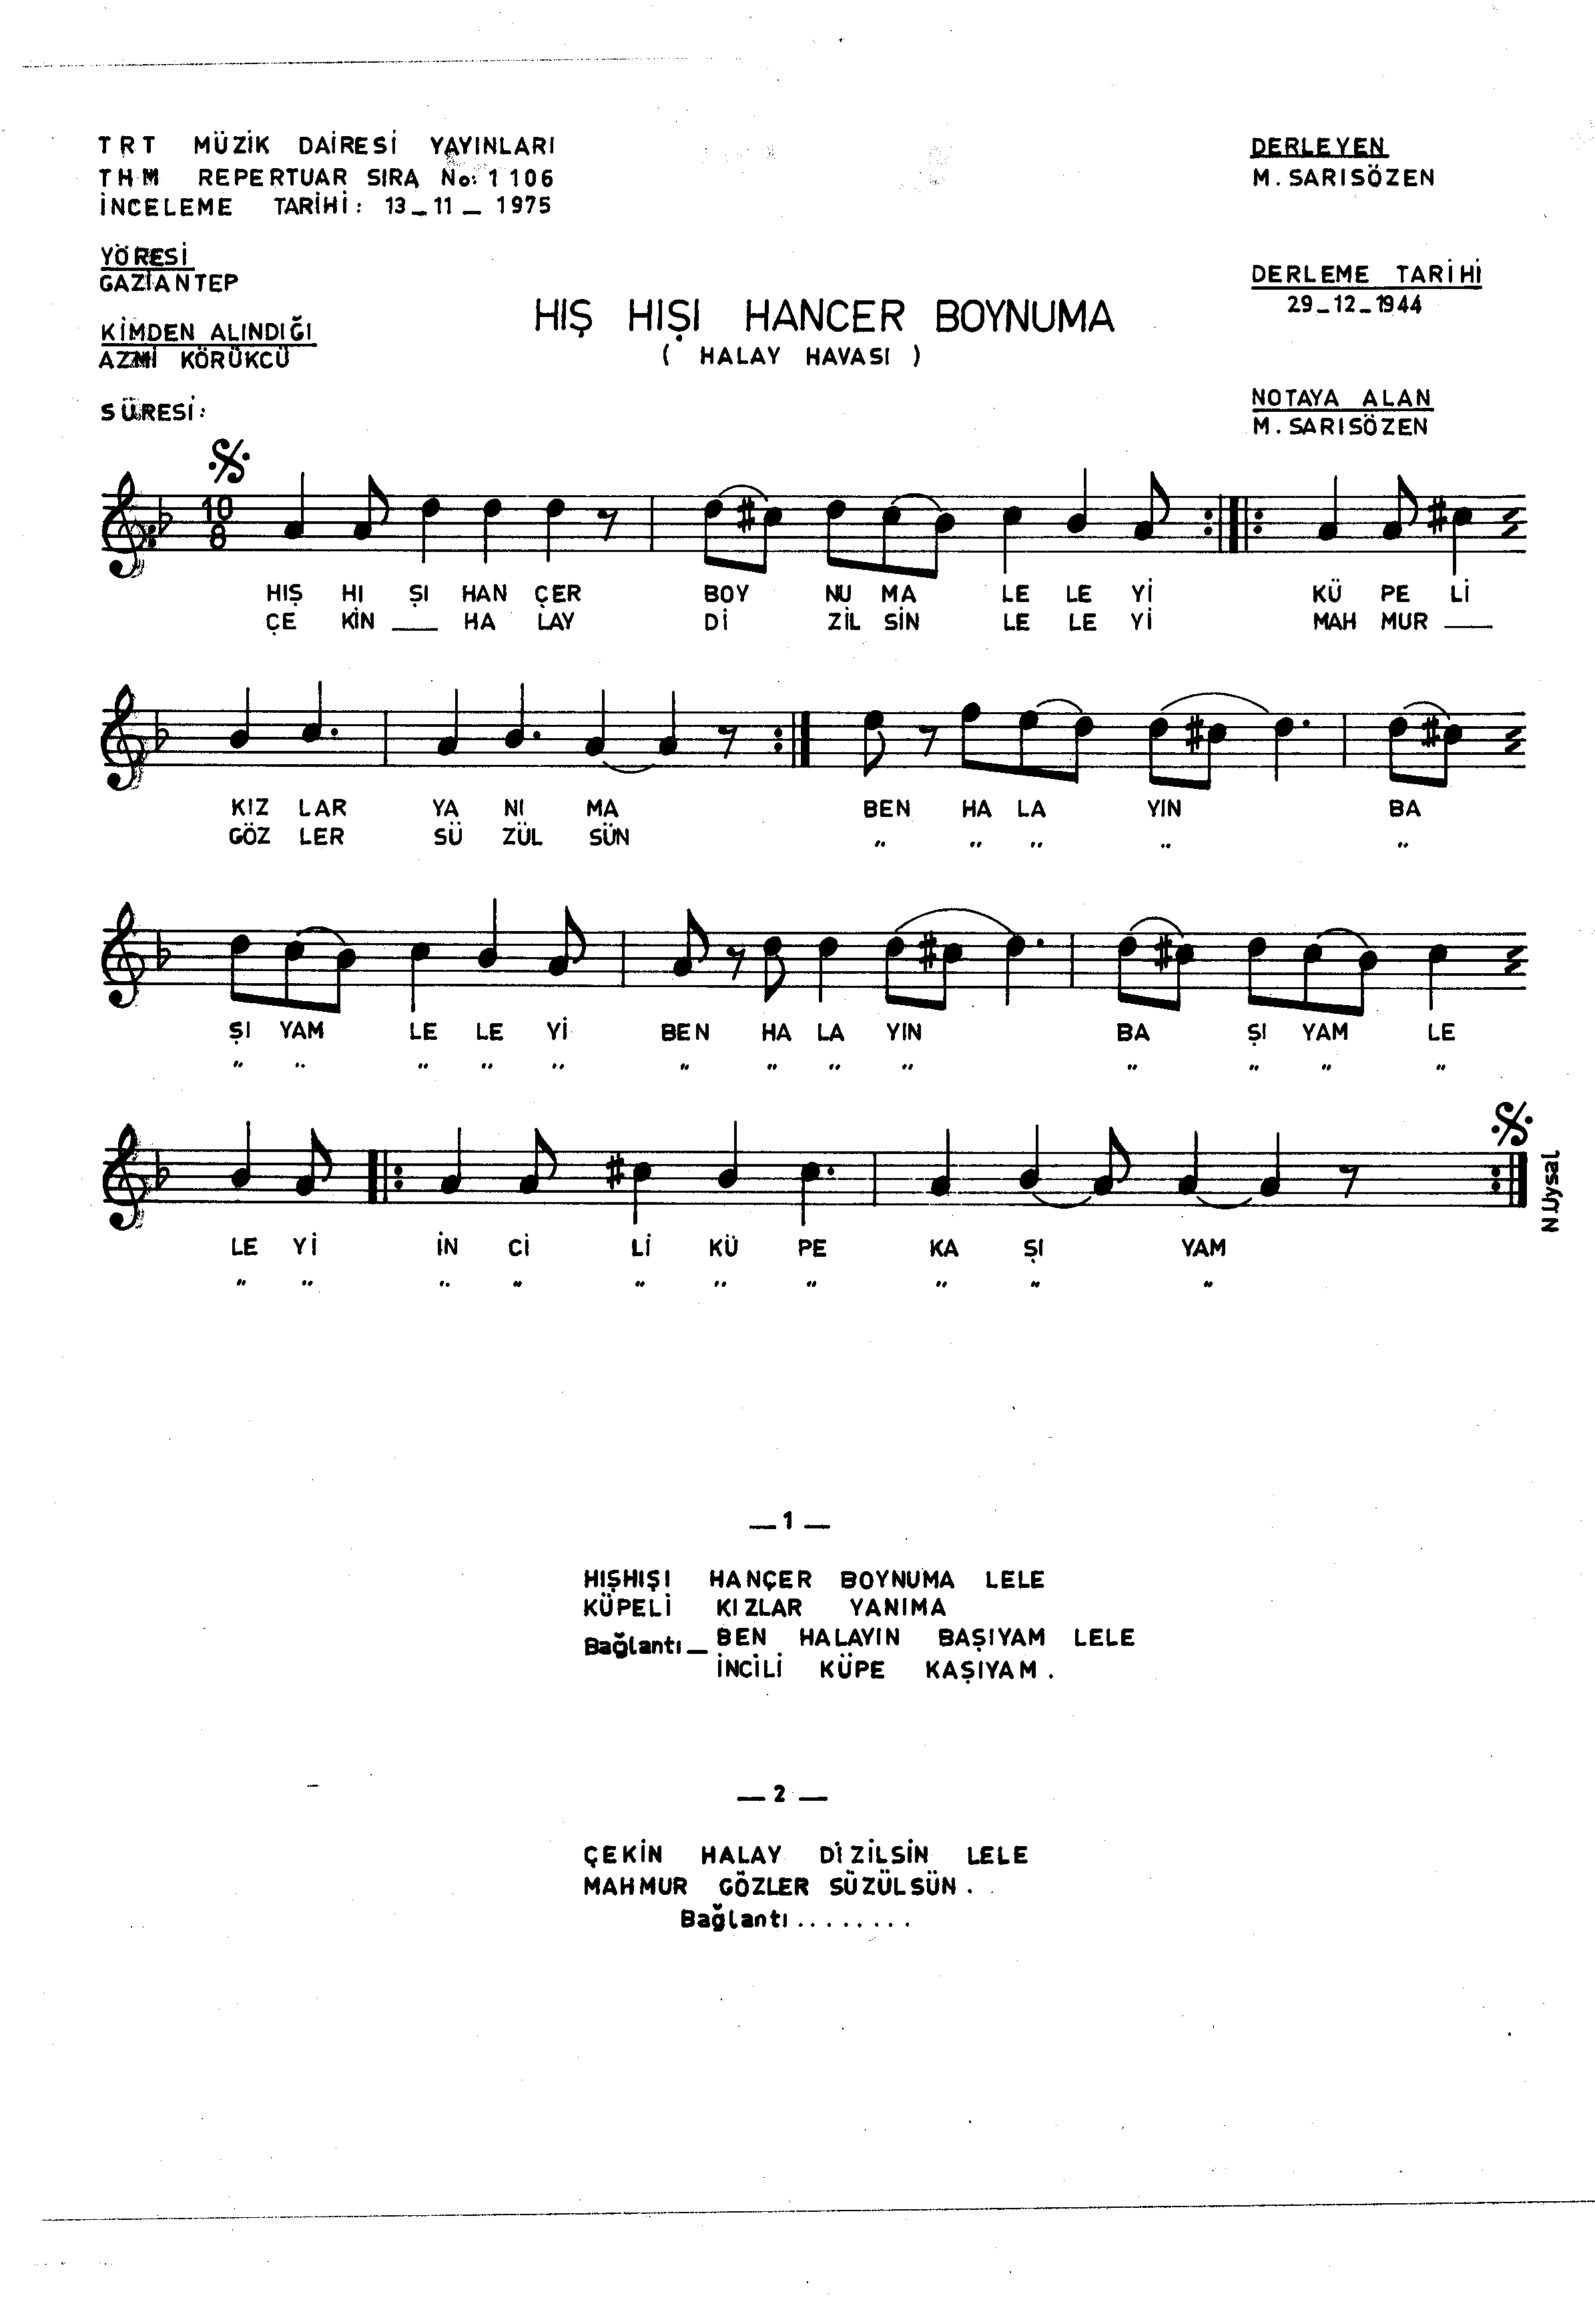 TRT MÜZİK DAİRESİ YAYINLARI
THM REPERTUAR SIRA No: 1106
İNCELEME TARİHİ: 13_11_1975
DERLEYEN
M. SARISÖZEN
YÖRESİ
GAZİANTEP
DERLEME TARİHİ
29_12_1944
HIŞ HIŞI HANCER BOYNUMA
( HALAY HAVASI )
KİMDEN ALINDIĞI
AZMİ KÖRÜKCÜ
NOTAYA ALAN
M. SARISÖZEN
SÜRESİ:
10
8
HIŞ HI ŞI HAN ÇER BOY NU MA LE LE Yİ KÜ PE Lİ
ÇE KİN __ HA LAY Dİ ZİL SİN LE LE Yİ MAH MUR __
KIZ LAR YA NI MA BEN HA LA YIN BA
GÖZ LER SÜ ZÜL SÜN " " " " "
ŞI YAM LE LE Yİ BEN HA LA YIN BA ŞI YAM LE
" " " " " " " " " " " " "
LE Yİ İN Cİ Lİ KÜ PE KA ŞI YAM
" " " " " " " " " "
N.Uysal
_1_
HIŞHIŞI HANÇER BOYNUMA LELE
KÜPELİ KIZLAR YANIMA
Bağlantı_ BEN HALAYIN BAŞIYAM LELE
İNCİLİ KÜPE KAŞIYAM.
_2_
ÇEKİN HALAY DİZİLSİN LELE
MAHMUR GÖZLER SÜZÜLSÜN.
Bağlantı........